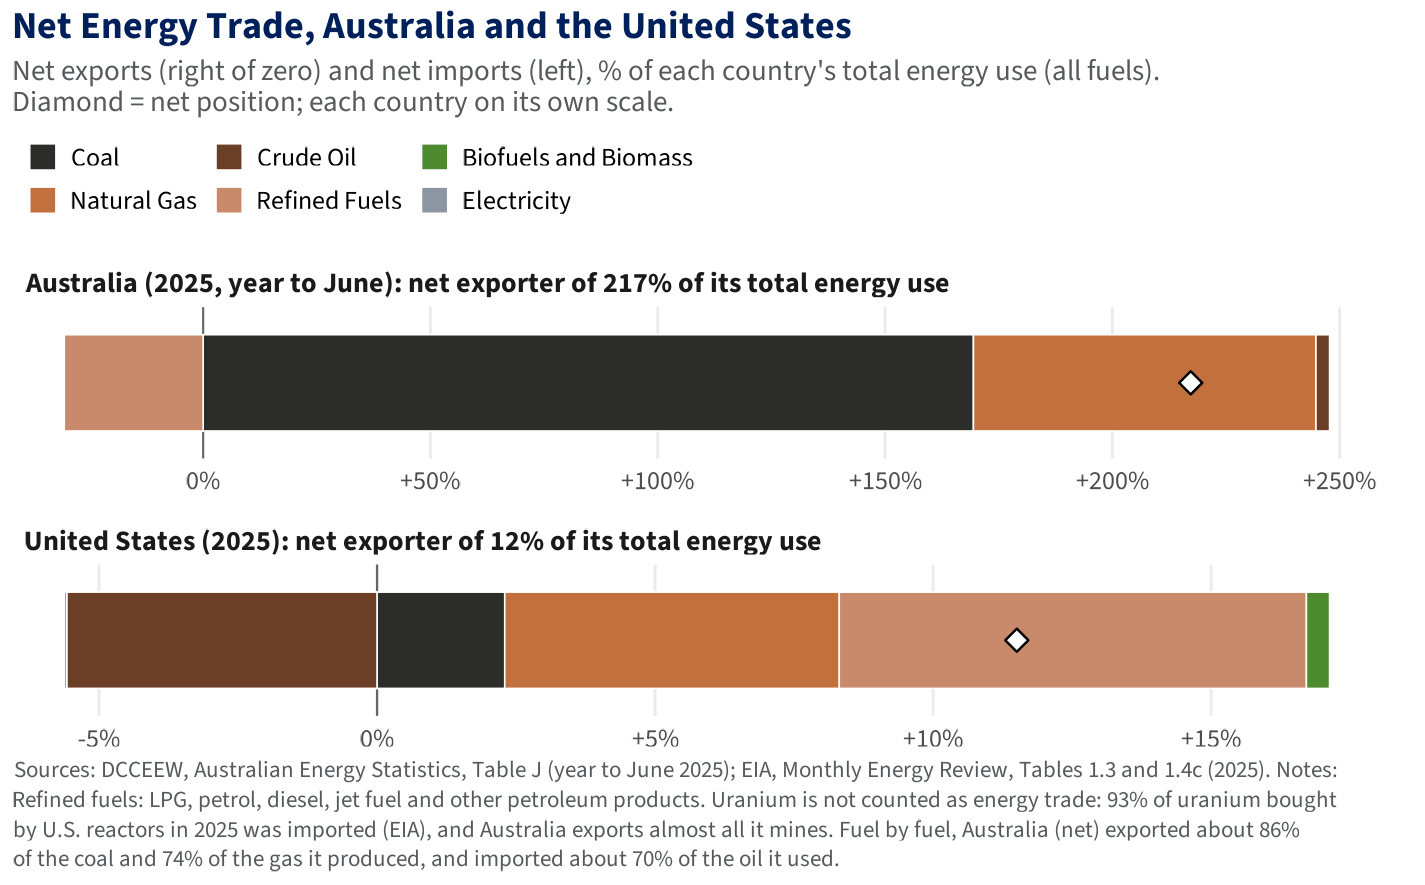 Net Energy Trade, Australia and the United States
Net exports (right of zero) and net imports (left), % of each country's total energy use (all fuels).
Diamond = net position; each country on its own scale.
Coal
Crude Oil
Biofuels and Biomass
Natural Gas
Refined Fuels
Electricity
Australia (2025, year to June): net exporter of 217% of its total energy use
0% +50% +100% +150% +200% +250%
United States (2025): net exporter of 12% of its total energy use
-5% 0% +5% +10% +15%
Sources: DCCEEW, Australian Energy Statistics, Table J (year to June 2025); EIA, Monthly Energy Review, Tables 1.3 and 1.4c (2025). Notes:
Refined fuels: LPG, petrol, diesel, jet fuel and other petroleum products. Uranium is not counted as energy trade: 93% of uranium bought
by U.S. reactors in 2025 was imported (EIA), and Australia exports almost all it mines. Fuel by fuel, Australia (net) exported about 86%
of the coal and 74% of the gas it produced, and imported about 70% of the oil it used.